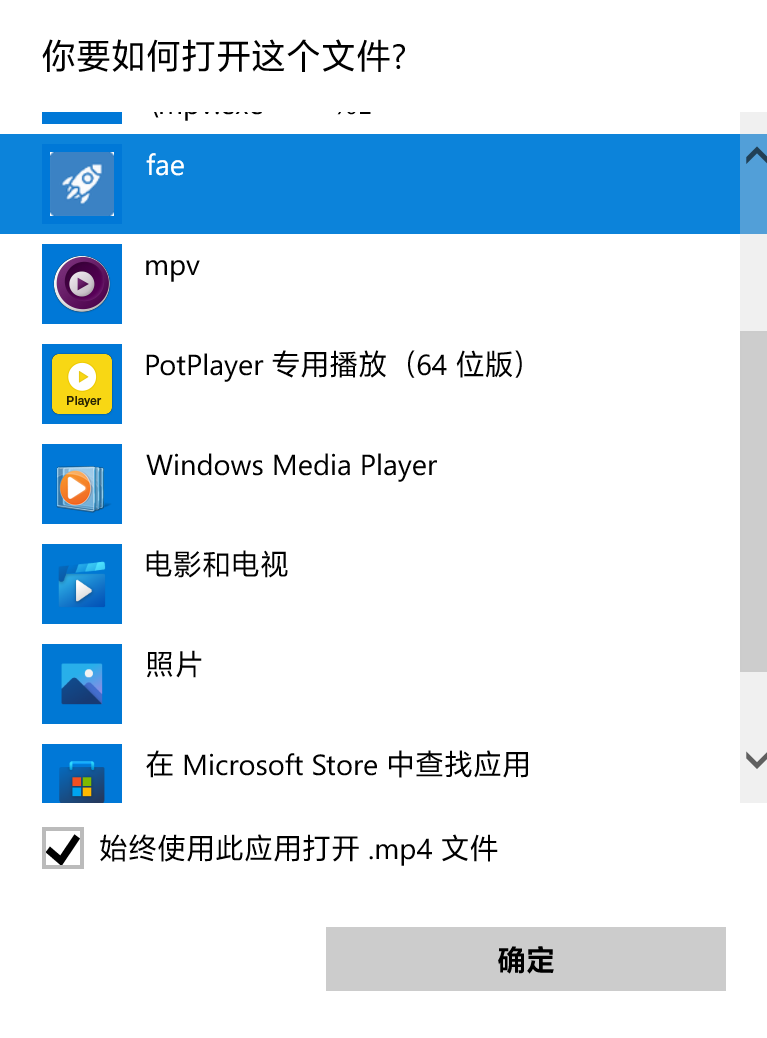 你要如何打开这个文件?
fae
mpv
PotPlayer 专用播放（64 位版）
Player
Windows Media Player
电影和电视
照片
在 Microsoft Store 中查找应用
始终使用此应用打开 .mp4 文件
确定